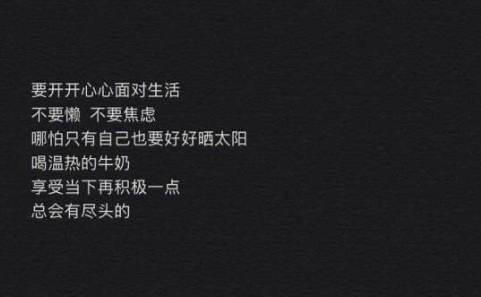 要开开心心面对生活
不要懒 不要焦虑
哪怕只有自己也要好好晒太阳
喝温热的牛奶
享受当下再积极一点
总会有尽头的